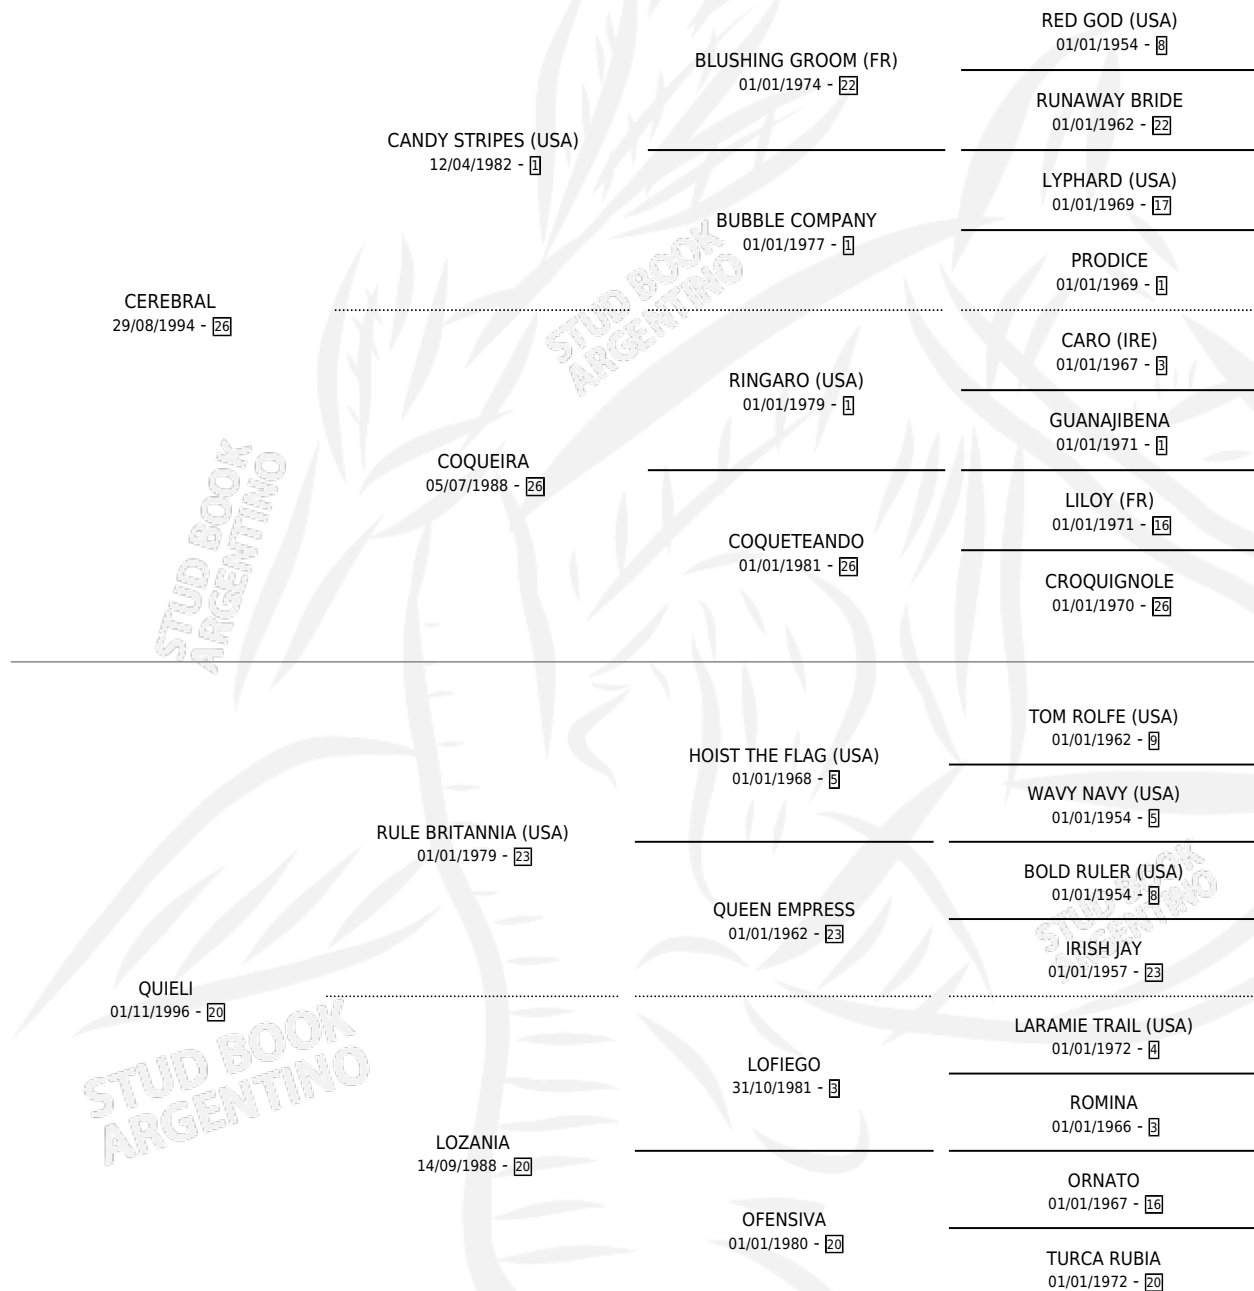 RED GOD (USA)
01/01/1954 - 8
BLUSHING GROOM (FR)
01/01/1974 - 22
RUNAWAY BRIDE
01/01/1962 - 22
CANDY STRIPES (USA)
12/04/1982 - 1
LYPHARD (USA)
01/01/1969 - 17
BUBBLE COMPANY
01/01/1977 - 1
PRODICE
01/01/1969 - 1
CEREBRAL
29/08/1994 - 26
CARO (IRE)
01/01/1967 - 3
RINGARO (USA)
01/01/1979 - 1
GUANAJIBENA
01/01/1971 - 1
COQUEIRA
05/07/1988 - 26
LILOY (FR)
01/01/1971 - 16
COQUETEANDO
01/01/1981 - 26
CROQUIGNOLE
01/01/1970 - 26
TOM ROLFE (USA)
01/01/1962 - 9
HOIST THE FLAG (USA)
01/01/1968 - 5
WAVY NAVY (USA)
01/01/1954 - 5
RULE BRITANNIA (USA)
01/01/1979 - 23
BOLD RULER (USA)
01/01/1954 - 8
QUEEN EMPRESS
01/01/1962 - 23
IRISH JAY
01/01/1957 - 23
QUIELI
01/11/1996 - 20
LARAMIE TRAIL (USA)
01/01/1972 - 4
LOFIEGO
31/10/1981 - 3
ROMINA
01/01/1966 - 3
LOZANIA
14/09/1988 - 20
ORNATO
01/01/1967 - 16
OFENSIVA
01/01/1980 - 20
TURCA RUBIA
01/01/1972 - 20
STUD BOOK
ARGENTINO
STUD BOOK
ARGENTINO
STUD BOOK
ARGENTINO
STUD BOOK
ARGENTINO